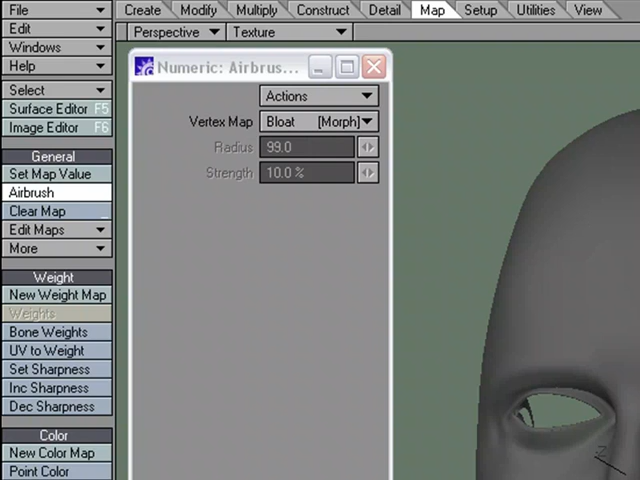 File
Create Modify Multiply Construct Detail Map Setup Utilities View
Edit
Perspective Texture
Windows
Help
Select
Surface Editor F5
Image Editor F6
General
Set Map Value
Airbrush
Clear Map _
Edit Maps
More
Weight
New Weight Map
Weights
Bone Weights
UV to Weight
Set Sharpness
Inc Sharpness
Dec Sharpness
Color
New Color Map
Point Color
Numeric: Airbrus...
Actions
Vertex Map Bloat [Morph]
Radius 99.0
Strength 10.0 %
Z